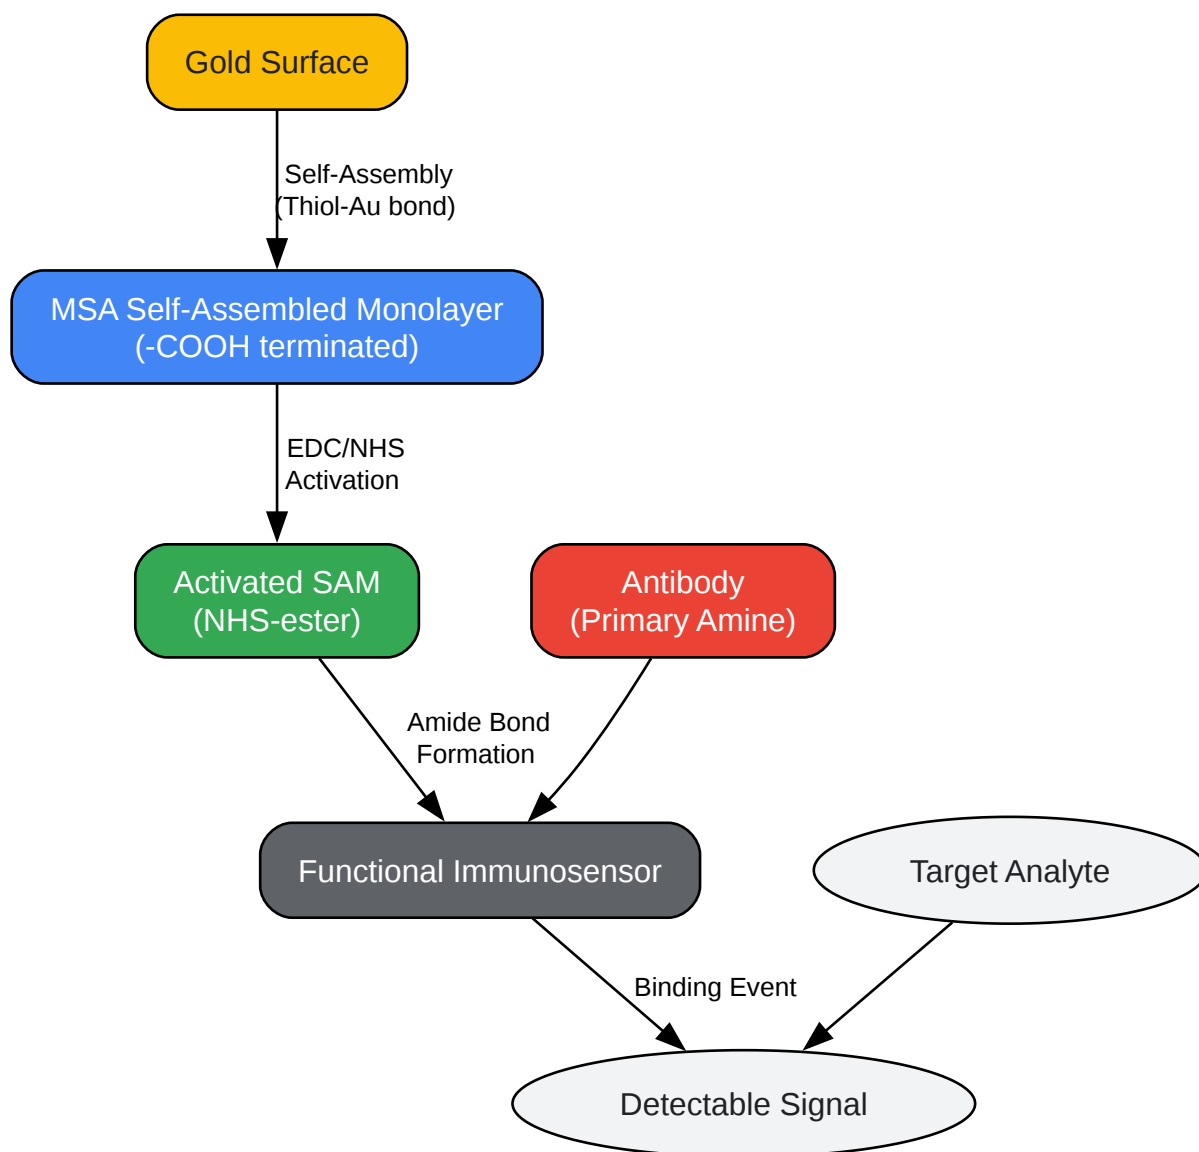 Gold Surface
Self-Assembly
(Thiol-Au bond)
MSA Self-Assembled Monolayer
(-COOH terminated)
EDC/NHS
Activation
Activated SAM
(NHS-ester)
Antibody
(Primary Amine)
Amide Bond
Formation
Functional Immunosensor
Target Analyte
Binding Event
Detectable Signal